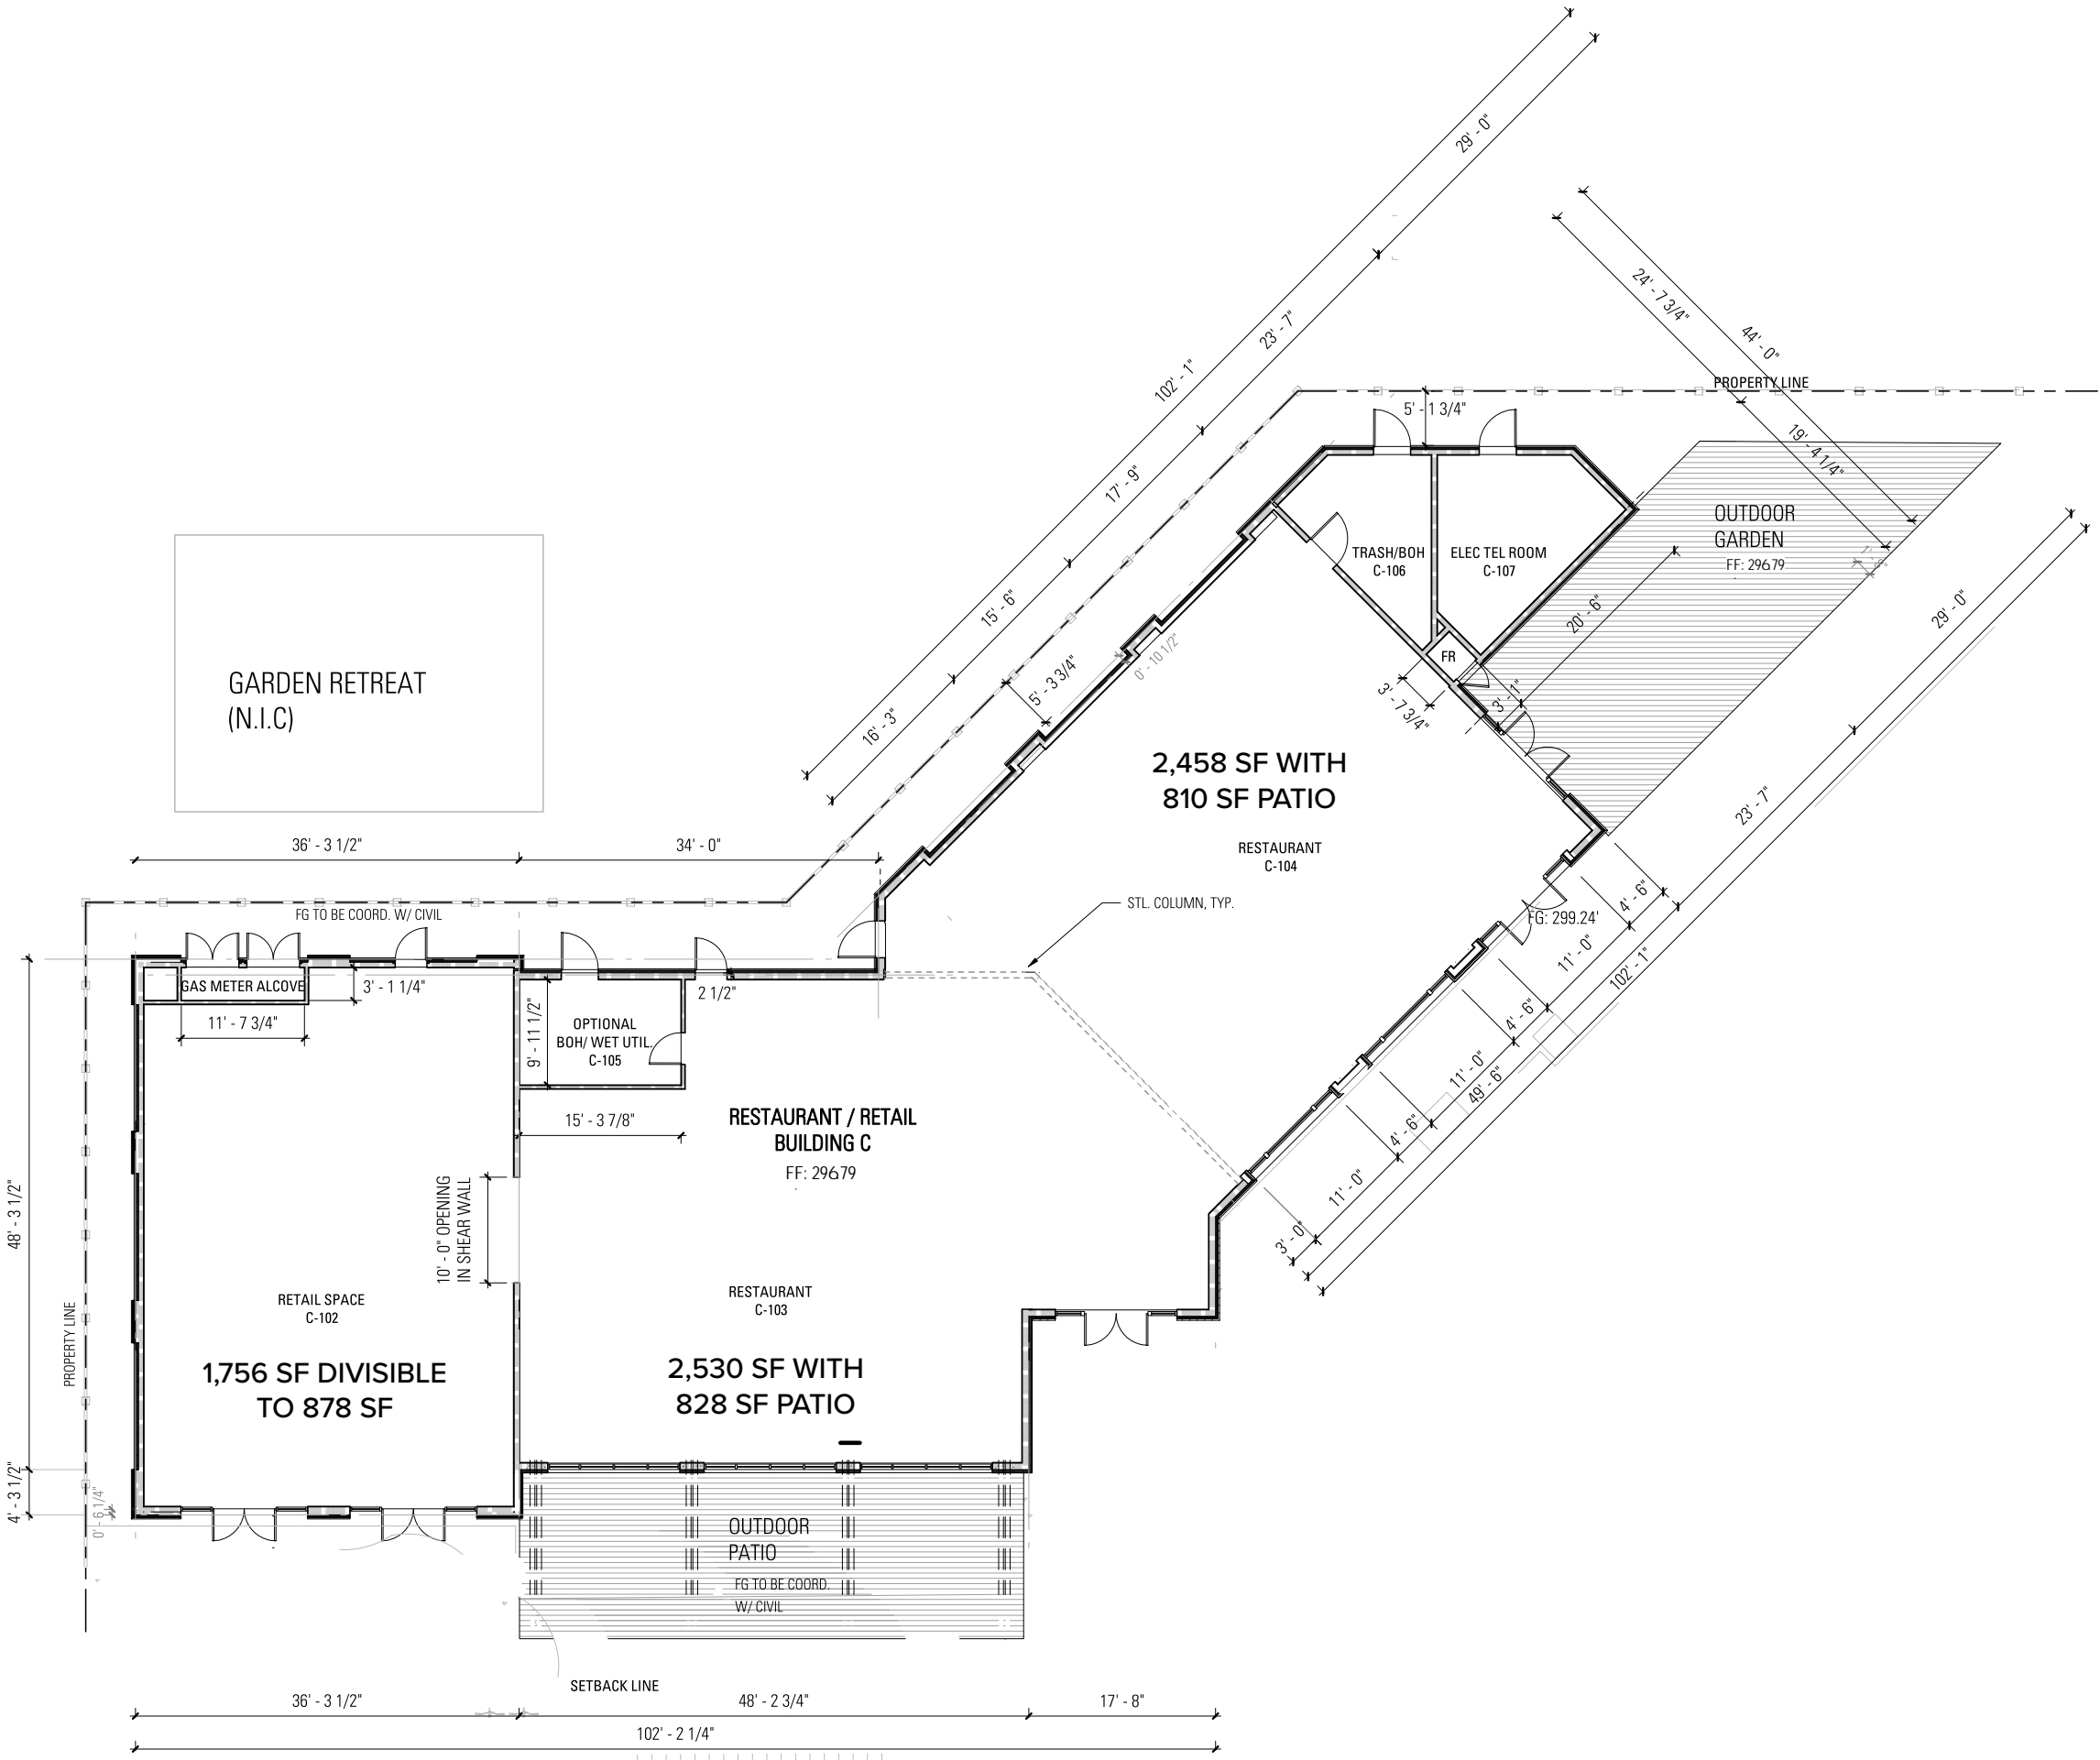 29' - 0"
24' - 7 3/4"
44' - 0"
23' - 7"
102' - 1"
PROPERTY LINE
5' - 1 3/4"
19' - 4 1/4"
17' - 9"
OUTDOOR
GARDEN
FF: 29679
TRASH/BOH
C-106
ELEC TEL ROOM
C-107
20' - 6"
29' - 0"
15' - 6"
0' - 10 1/2"
FR
5' - 3 3/4"
3' - 7 3/4"
3' - 1"
16' - 3"
GARDEN RETREAT
(N.I.C)
2,458 SF WITH
810 SF PATIO
23' - 7"
RESTAURANT
C-104
36' - 3 1/2"
34' - 0"
STL. COLUMN, TYP.
FG TO BE COORD. W/ CIVIL
FG: 299.24'
4' - 6"
11' - 0"
102' - 1"
GAS METER ALCOVE
3' - 1 1/4"
2 1/2"
11' - 7 3/4"
9' - 11 1/2"
OPTIONAL
BOH/ WET UTIL.
C-105
4' - 6"
11' - 0"
49' - 6"
15' - 3 7/8"
RESTAURANT / RETAIL
BUILDING C
FF: 29679
4' - 6"
11' - 0"
3' - 0"
48' - 3 1/2"
10' - 0" OPENING
IN SHEAR WALL
RETAIL SPACE
C-102
RESTAURANT
C-103
PROPERTY LINE
1,756 SF DIVISIBLE
TO 878 SF
2,530 SF WITH
828 SF PATIO
4' - 3 1/2"
0' - 6 1/4"
OUTDOOR
PATIO
FG TO BE COORD.
W/ CIVIL
SETBACK LINE
36' - 3 1/2"
48' - 2 3/4"
17' - 8"
102' - 2 1/4"